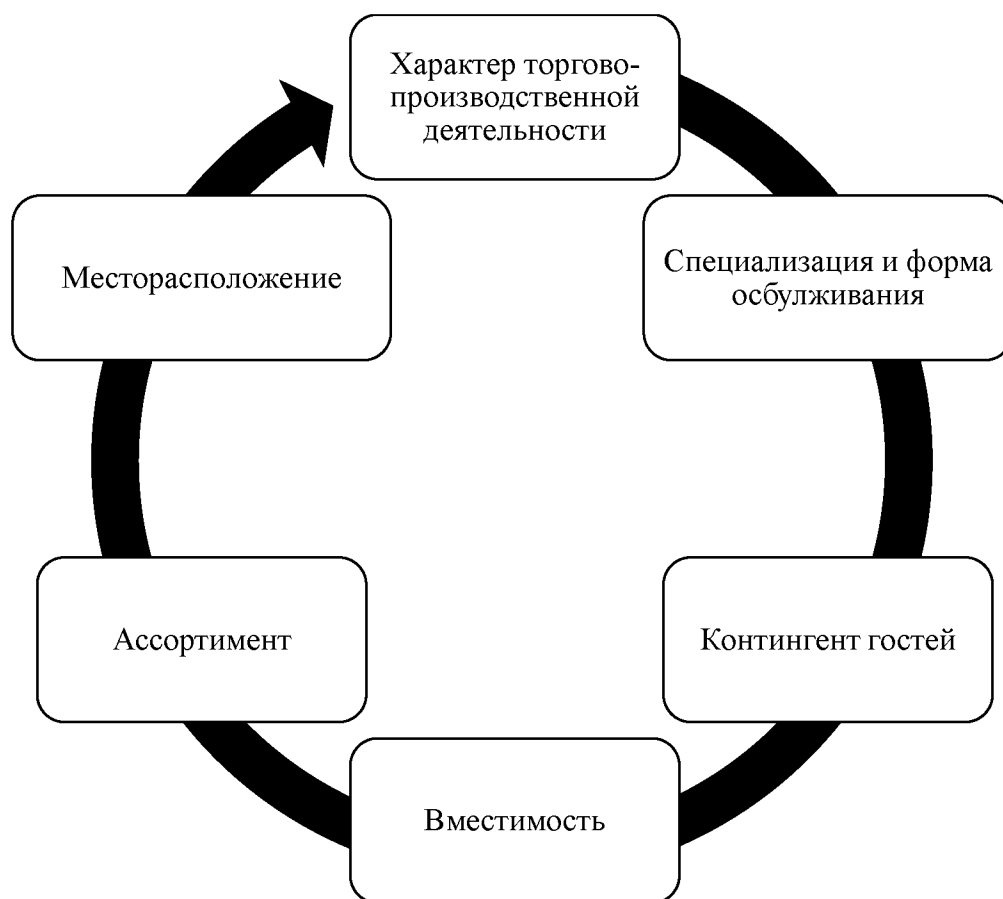 Характер торгово-
производственной
деятельности
Специализация и форма
осбулживания
Контингент гостей
Вместимость
Ассортимент
Месторасположение